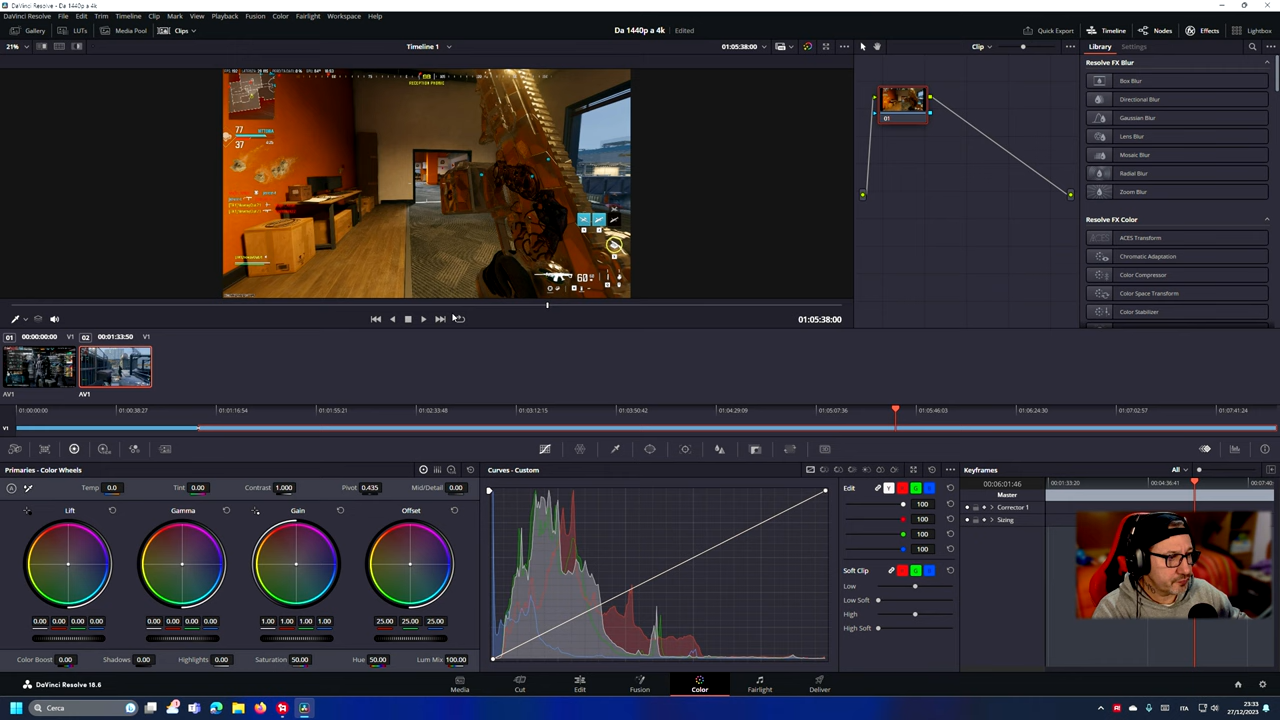 DaVinci Resolve
DaVinci Resolve File Edit Trim Timeline Clip Mark View Playback Fusion Color Fairlight Workspace Help
Gallery LUTs Media Pool Clips Da 1440p a 4k Edited Quick Export Timeline Nodes Effects Lightbox
21% Timeline 1 01:05:38:00 Clip Library Settings
Resolve FX Blur
Box Blur
Directional Blur
Gaussian Blur
Lens Blur
Mosaic Blur
Radial Blur
Zoom Blur
Resolve FX Color
ACES Transform
Chromatic Adaptation
Color Compressor
Color Space Transform
Color Stabilizer
01
77
37
60
01:05:38:00
01 00:00:00:00 V1 02 00:01:33:50 V1
AV1 AV1
01:00:00:00 01:00:38:27 01:01:16:54 01:01:55:21 01:02:33:48 01:03:12:15 01:03:50:42 01:04:29:09 01:05:07:36 01:05:46:03 01:06:24:30 01:07:02:57 01:07:41:24
V1
Primaries - Color Wheels Curves - Custom Keyframes All
Temp 0.0 Tint 0.00 Contrast 1.000 Pivot 0.435 Mid/Detail 0.00
Lift Gamma Gain Offset
0.00 0.00 0.00 0.00 0.00 0.00 0.00 0.00 1.00 1.00 1.00 1.00 25.00 25.00 25.00
Color Boost 0.00 Shadows 0.00 Highlights 0.00 Saturation 50.00 Hue 50.00 Lum Mix 100.00
Edit Y
100
100
100
100
Soft Clip
Low
Low Soft
High
High Soft
00:06:01:46 00:01:33:20 00:04:36:41 00:07:40
Master
Corrector 1
Sizing
DaVinci Resolve 18.6 Media Cut Edit Fusion Color Fairlight Deliver
Cerca
ITA
23:33
27/12/2023